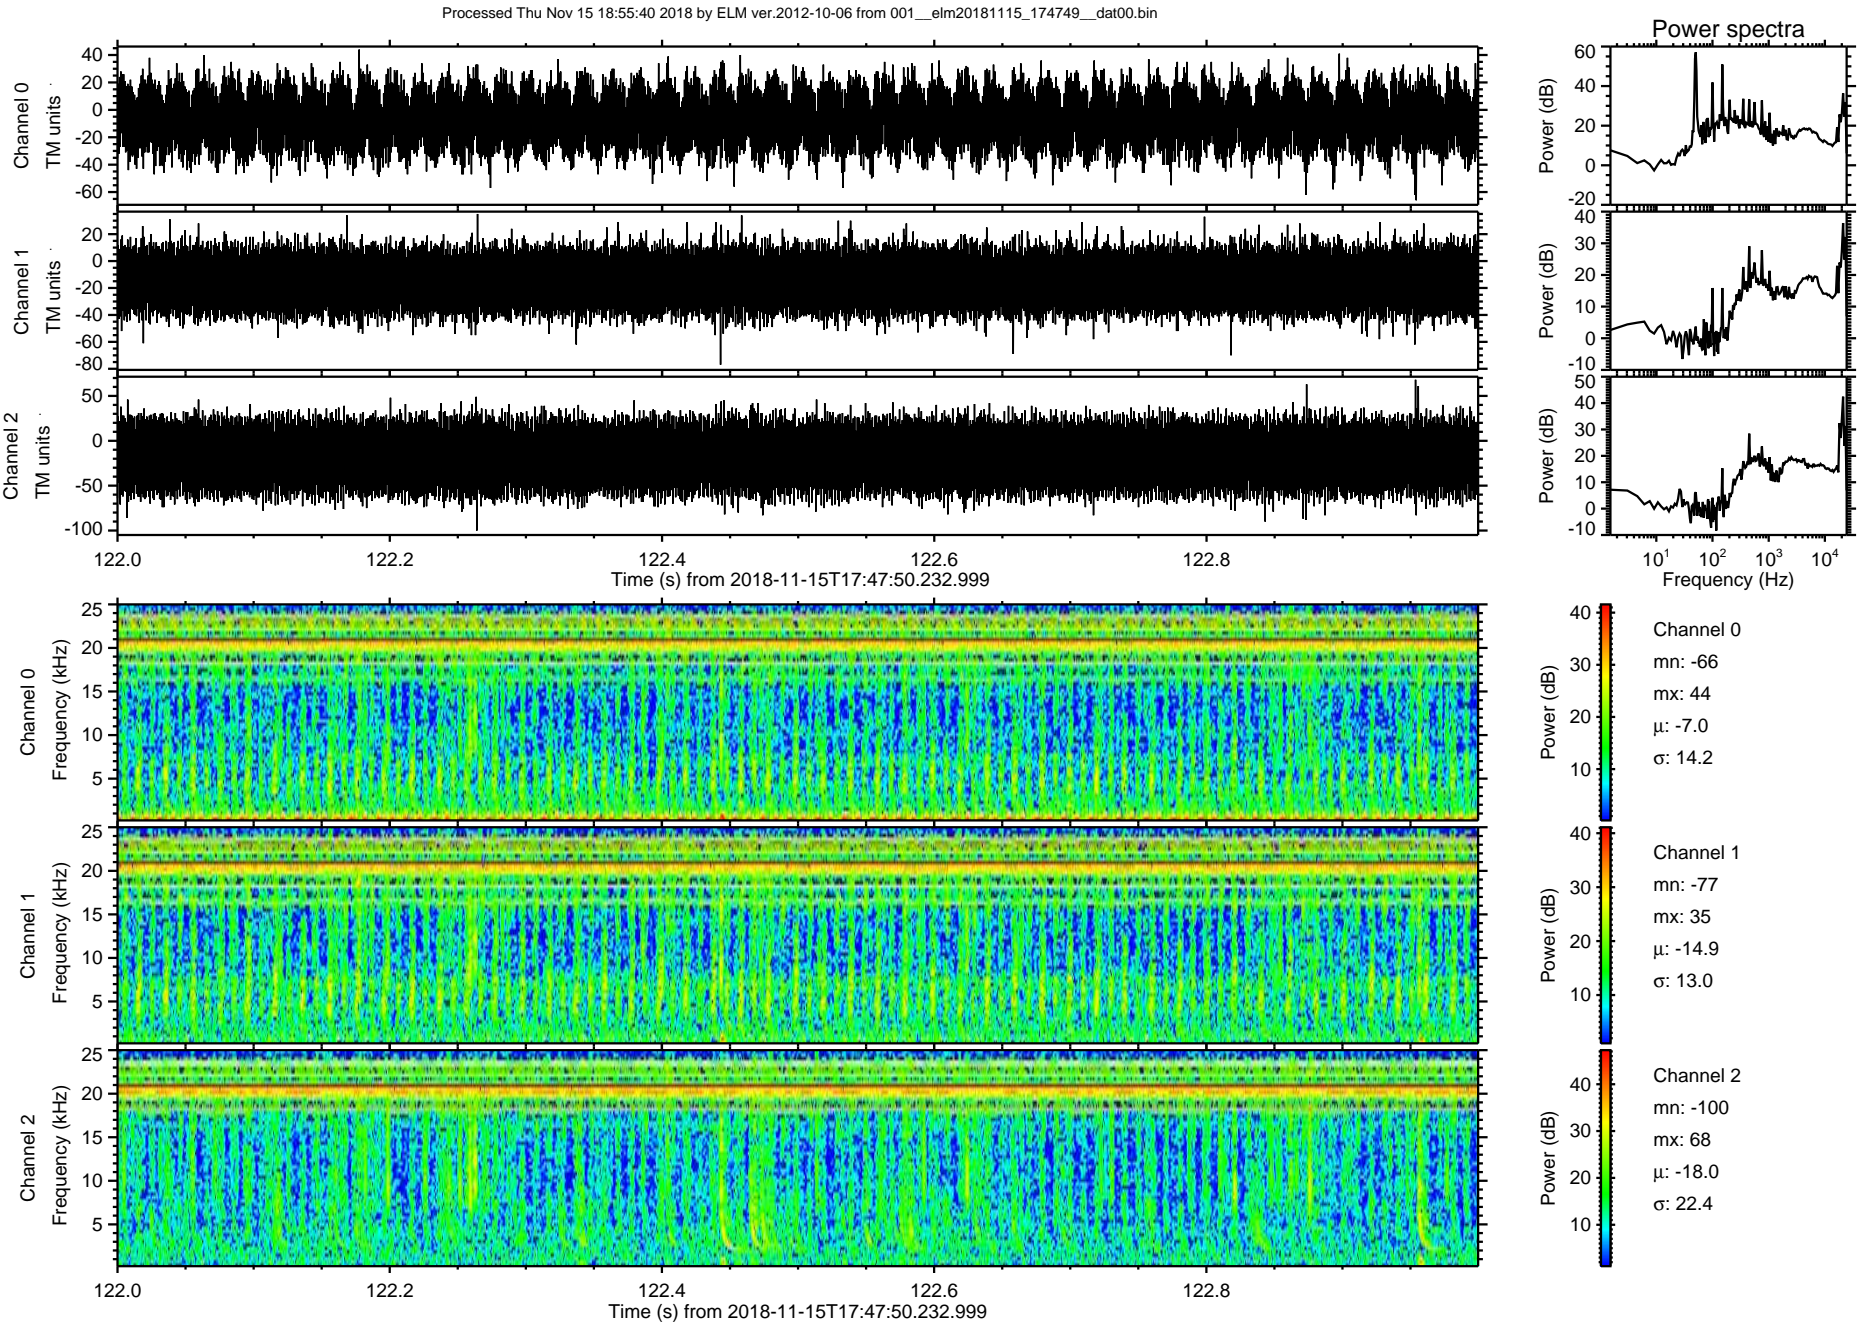 Processed Thu Nov 15 18:55:40 2018 by ELM ver.2012-10-06 from 001__elm20181115_174749__dat00.bin
Power spectra
Channel 0
TM units
40
20
0
-20
-40
-60
Power (dB)
60
40
20
0
-20
Channel 1
TM units
20
0
-20
-40
-60
-80
Power (dB)
40
30
20
10
0
-10
Channel 2
TM units
50
0
-50
-100
Power (dB)
50
40
30
20
10
0
-10
122.0 122.2 122.4 122.6 122.8
Time (s) from 2018-11-15T17:47:50.232.999
10¹ 10² 10³ 10⁴
Frequency (Hz)
Channel 0
Frequency (kHz)
25
20
15
10
5
Power (dB)
40
30
20
10
Channel 0
mn: -66
mx: 44
μ: -7.0
σ: 14.2
Channel 1
Frequency (kHz)
25
20
15
10
5
Power (dB)
40
30
20
10
Channel 1
mn: -77
mx: 35
μ: -14.9
σ: 13.0
Channel 2
Frequency (kHz)
25
20
15
10
5
Power (dB)
40
30
20
10
Channel 2
mn: -100
mx: 68
μ: -18.0
σ: 22.4
122.0 122.2 122.4 122.6 122.8
Time (s) from 2018-11-15T17:47:50.232.999